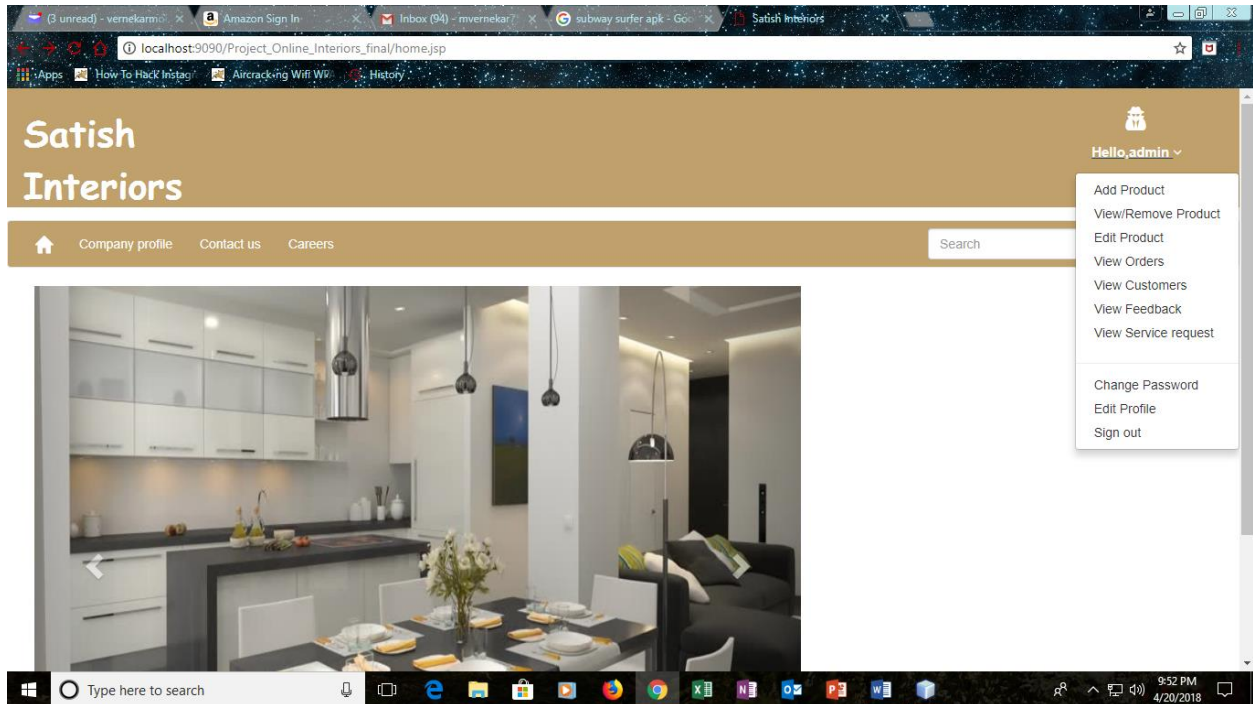 (3 unread) - vernekarmo
Amazon Sign In
Inbox (94) - mvernekar
subway surfer apk - Goo
Satish Interiors
localhost:9090/Project_Online_Interiors_final/home.jsp
Apps
How To Hack Instag
Aircrack-ng Wifi WP
History
Satish
Interiors
Hello,admin
Add Product
View/Remove Product
Edit Product
View Orders
View Customers
View Feedback
View Service request
Change Password
Edit Profile
Sign out
Company profile
Contact us
Careers
Search
Type here to search
9:52 PM
4/20/2018